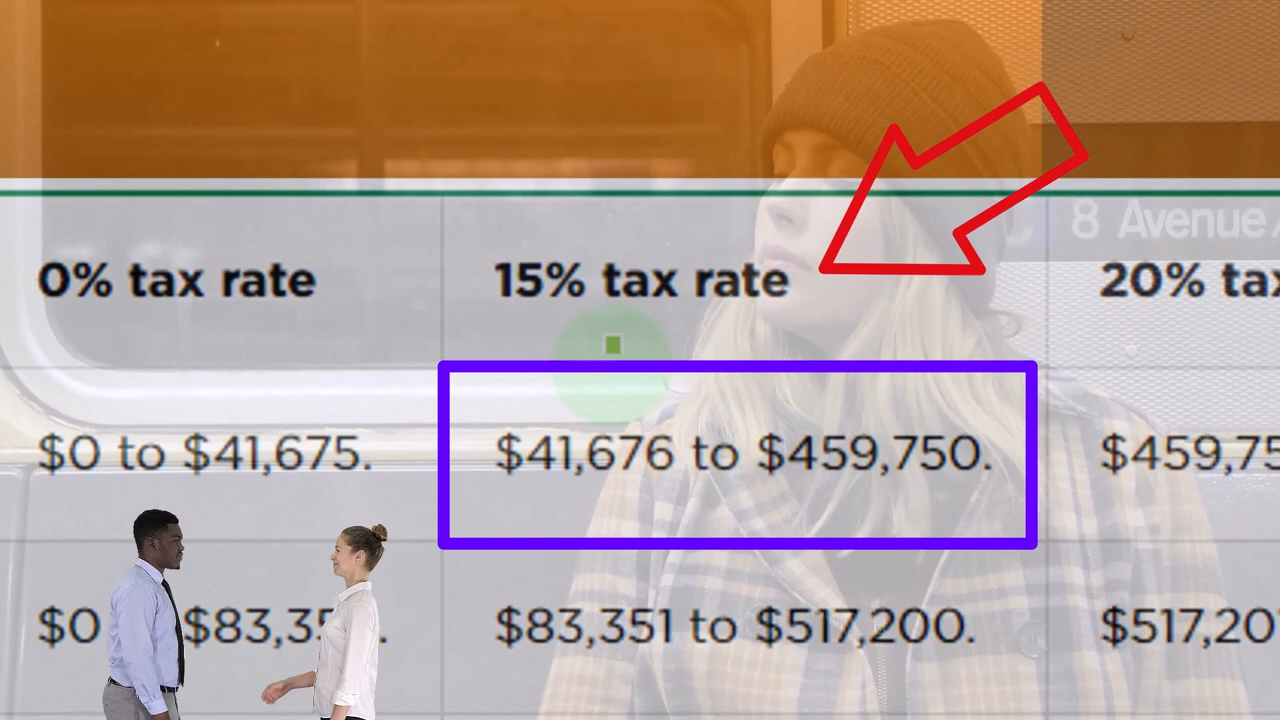 8 Avenue
0% tax rate 15% tax rate 20%
$0 to $41,675. $41,676 to $459,750.
$0 $83,351 to $517,200.